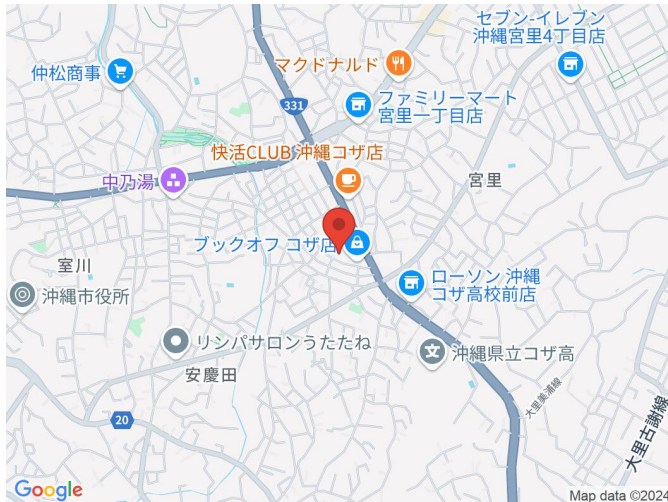 セブン-イレブン
沖縄宮里4丁目店
マクドナルド
仲松商事
331
ファミリーマート
宮里一丁目店
快活CLUB 沖縄コザ店
中乃湯
宮里
ブックオフ コザ店
室川
ローソン 沖縄
コザ高校前店
沖縄市役所
リンパサロンうたたね
沖縄県立コザ高
安慶田
大里美浦線
20
大里古謝線
Google
Map data ©2024